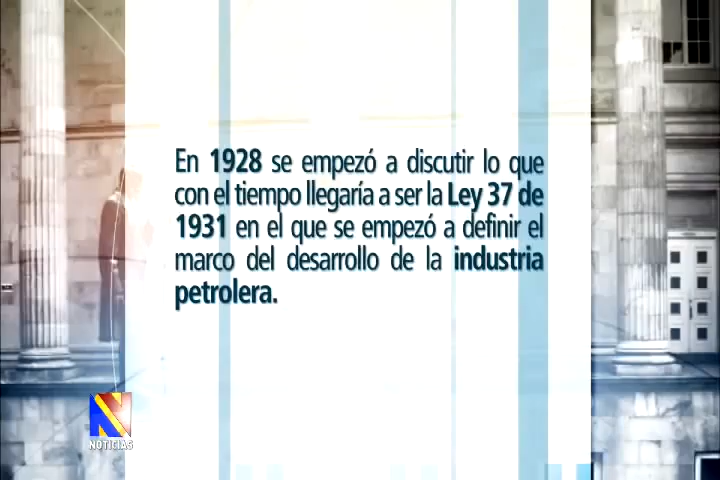 En 1928 se empezó a discutir lo que
con el tiempo llegaría a ser la Ley 37 de
1931 en el que se empezó a definir el
marco del desarrollo de la industria
petrolera.
N
NOTICIAS